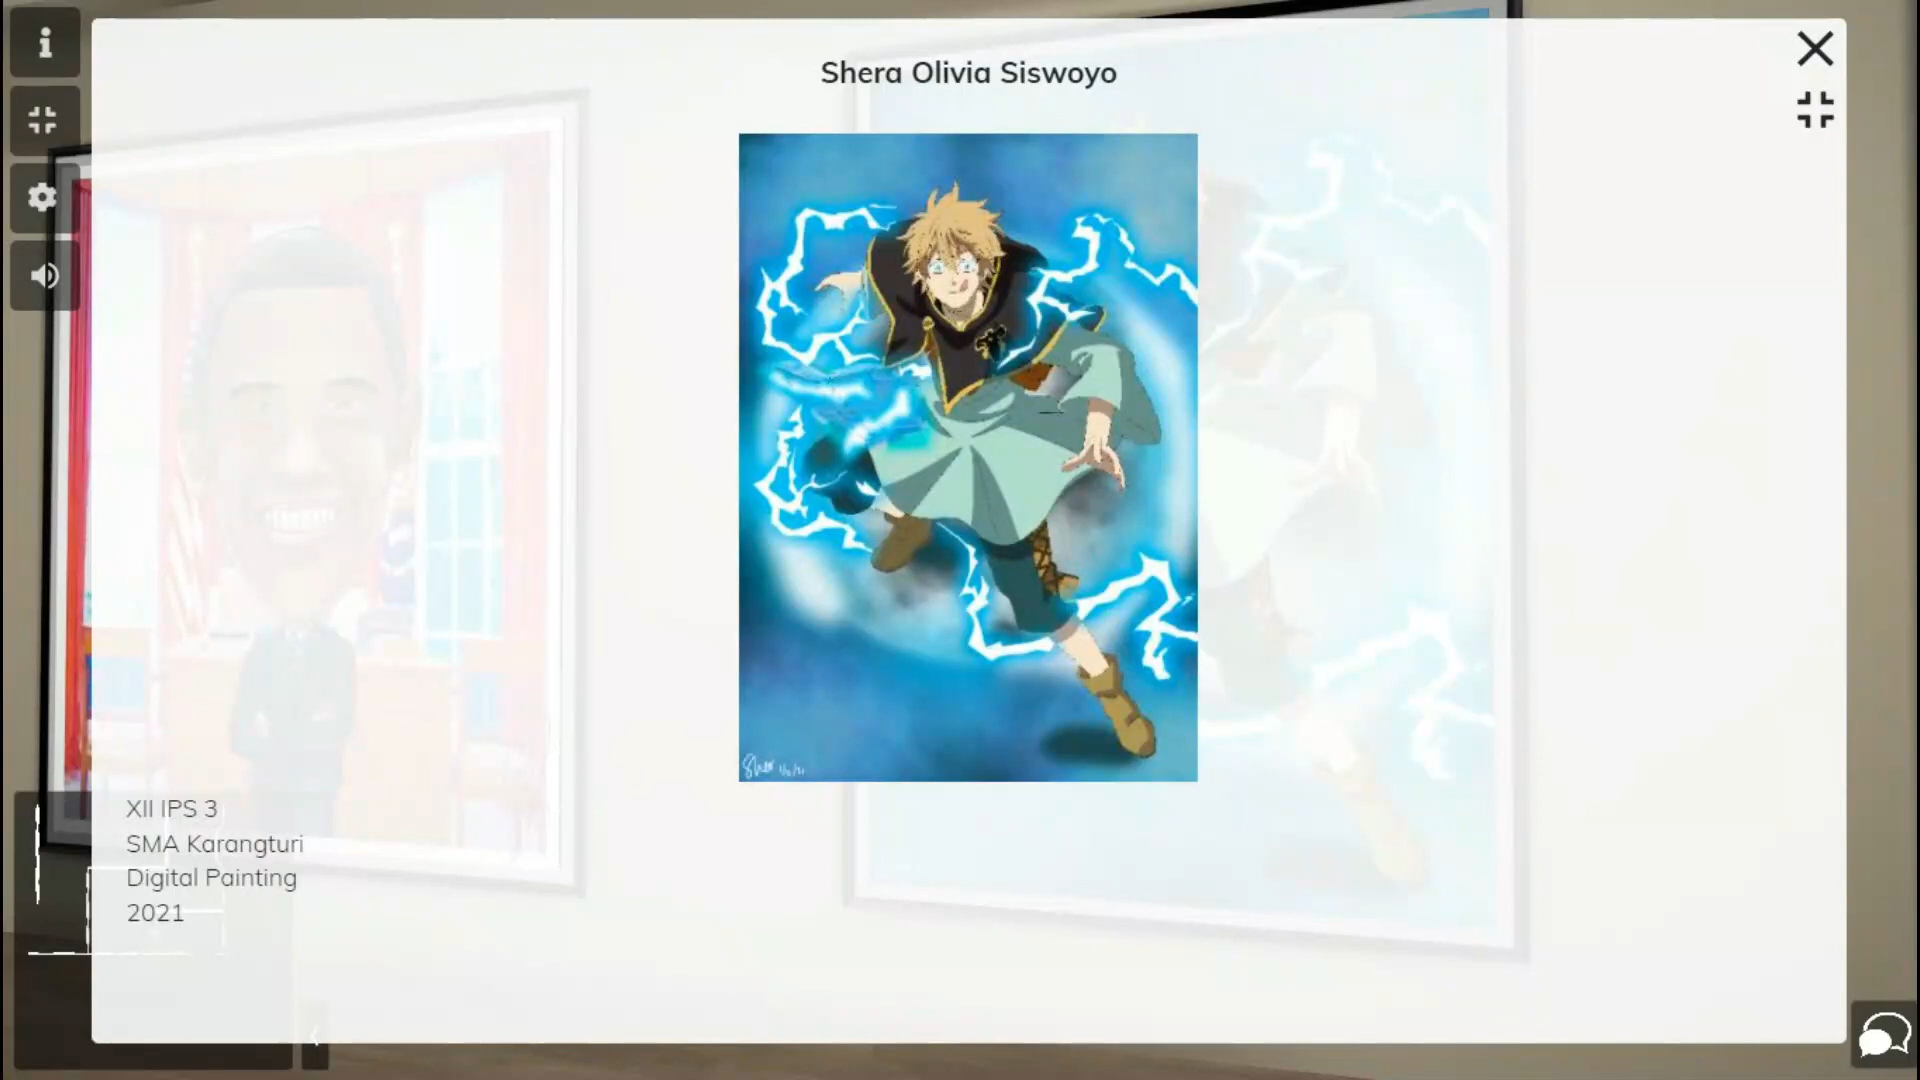 Shera Olivia Siswoyo
XII IPS 3
SMA Karangturi
Digital Painting
2021